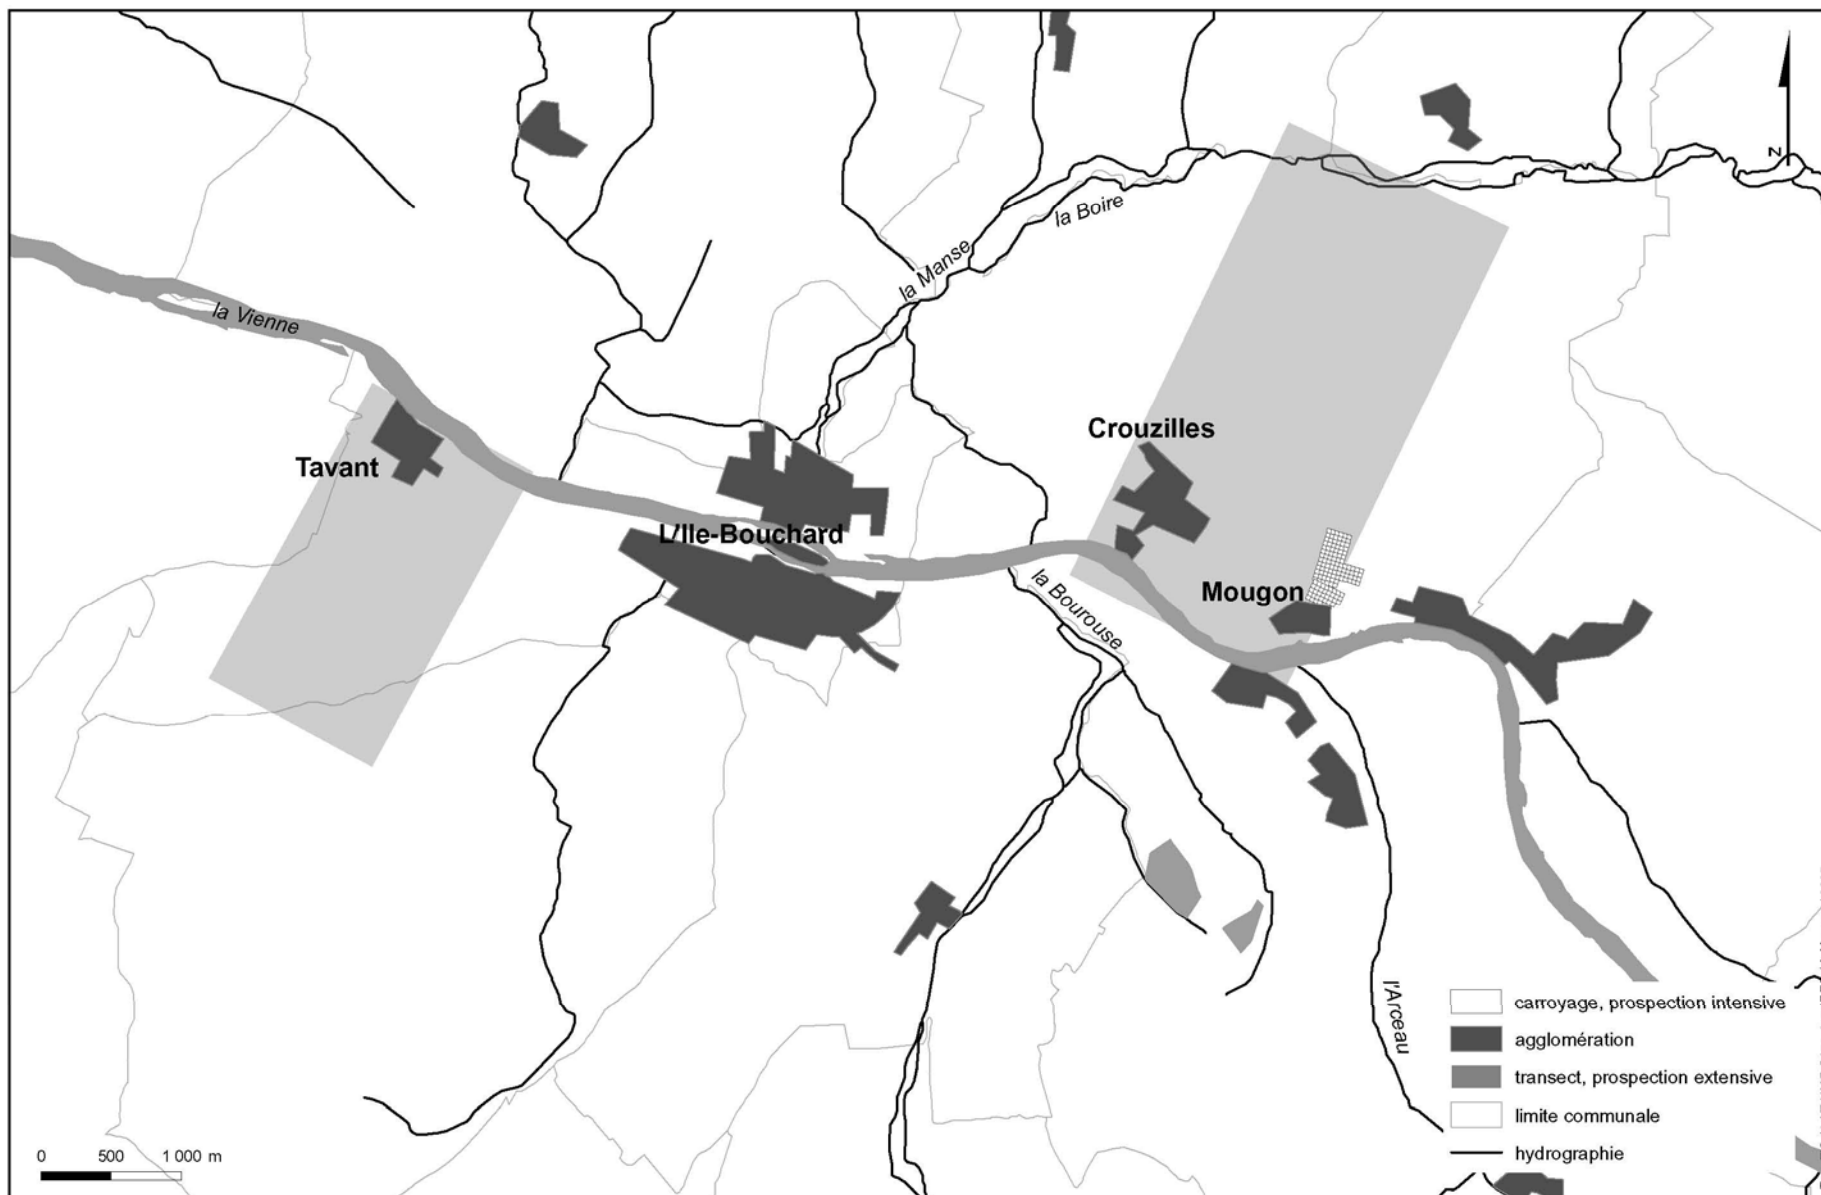 N
la Boire
la Manse
la Vienne
Crouzilles
Tavant
L'Ile-Bouchard
la Bourouse
Mougon
l'Arceau
carroyage, prospection intensive
agglomération
transect, prospection extensive
limite communale
hydrographie
0 500 1 000 m